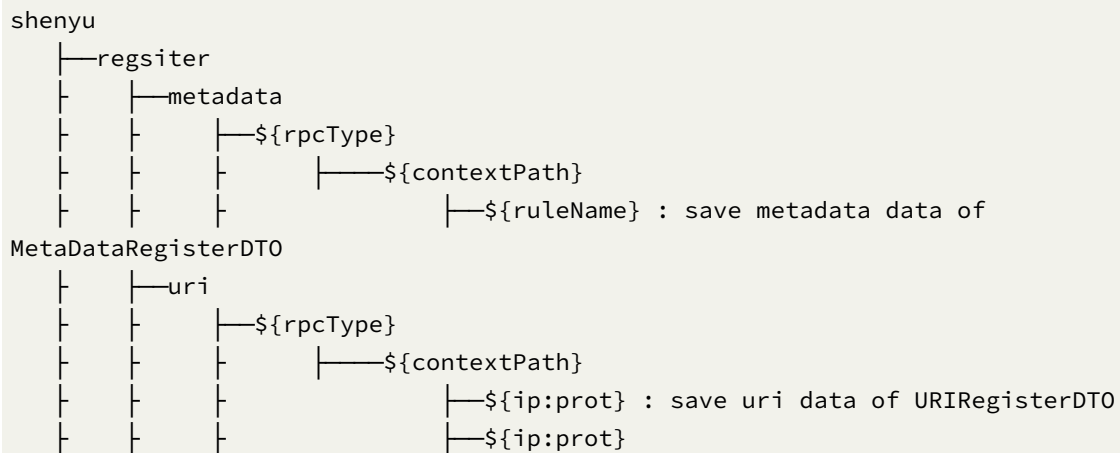 shenyu
├──regsiter
├ ├──metadata
├ ├ ├──${rpcType}
├ ├ ├ ├────${contextPath}
├ ├ ├ ├──${ruleName} : save metadata data of
MetaDataRegisterDTO
├ ├──uri
├ ├ ├──${rpcType}
├ ├ ├ ├────${contextPath}
├ ├ ├ ├──${ip:prot} : save uri data of URIRegisterDTO
├ ├ ├ ├──${ip:prot}